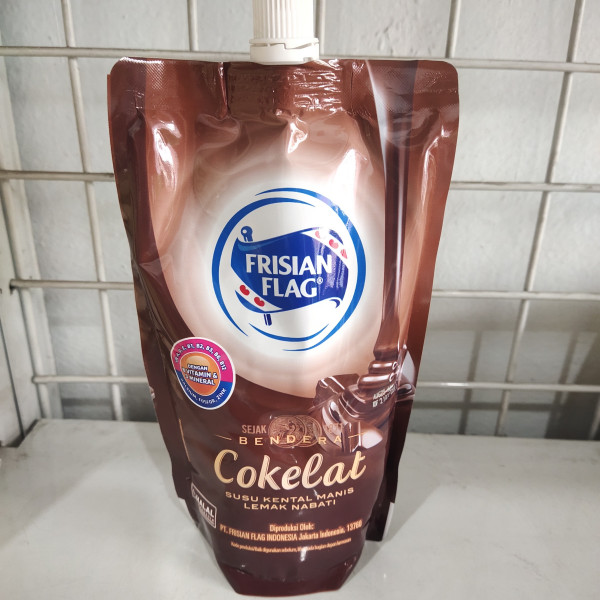 FRISIAN
FLAG®
DENGAN
VITAMIN &
MINERAL
SEJAK
BENDERA
Cokelat
SUSU KENTAL MANIS
LEMAK NABATI
HALAL
Diproduksi Oleh:
PT. FRISIAN FLAG INDONESIA Jakarta Indonesia, 13760